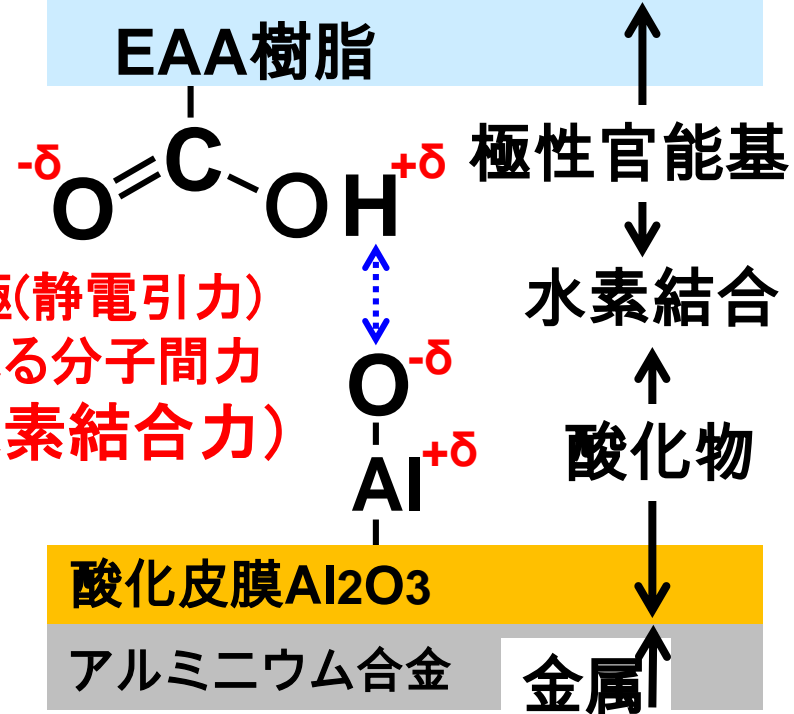 EAA樹脂
-δ
O
C
OH
+δ
極性官能基
水素結合
(静電引力)
る分子間力
素結合力)
O
-δ
Al
+δ
酸化物
酸化皮膜Al2O3
アルミニウム合金
金属